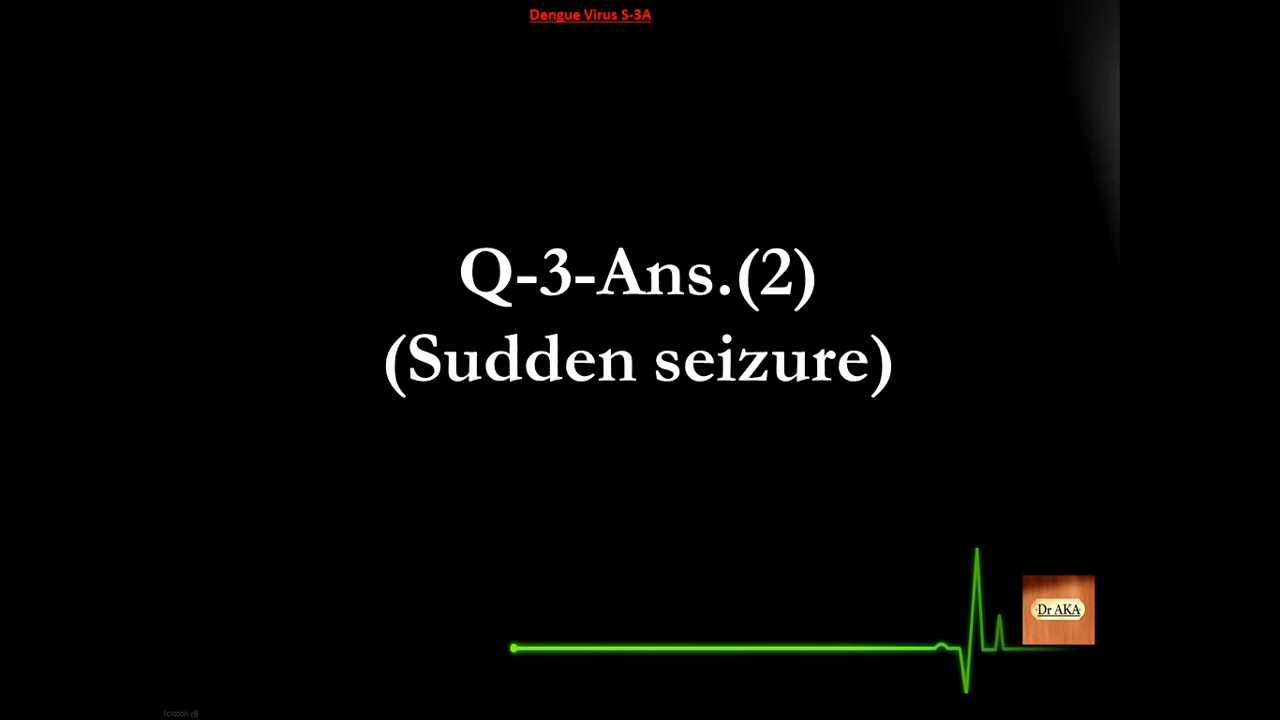 Dengue Virus S-3A
Q-3-Ans.(2)
(Sudden seizure)
Dr AKA